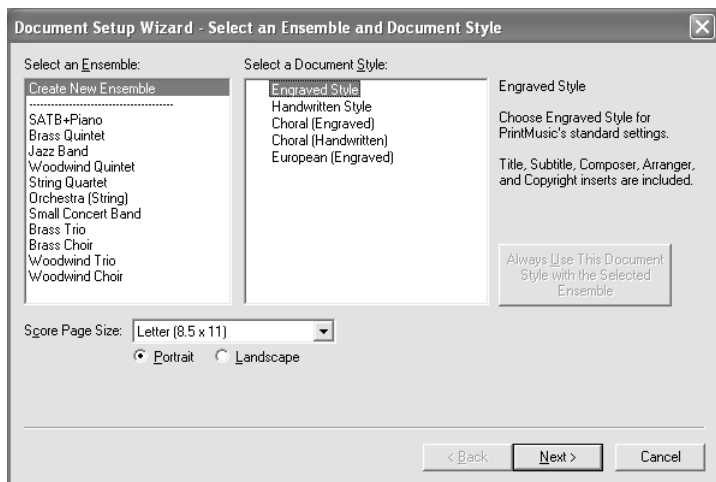 Document Setup Wizard - Select an Ensemble and Document Style
Select an Ensemble:
Create New Ensemble
------------------------------------
SATB+Piano
Brass Quintet
Jazz Band
Woodwind Quintet
String Quartet
Orchestra (String)
Small Concert Band
Brass Trio
Brass Choir
Woodwind Trio
Woodwind Choir
Select a Document Style:
Engraved Style
Handwritten Style
Choral (Engraved)
Choral (Handwritten)
European (Engraved)
Engraved Style
Choose Engraved Style for
PrintMusic's standard settings.
Title, Subtitle, Composer, Arranger,
and Copyright inserts are included.
Always Use This Document
Style with the Selected
Ensemble
Score Page Size: Letter (8.5 x 11)
Portrait Landscape
< Back Next > Cancel